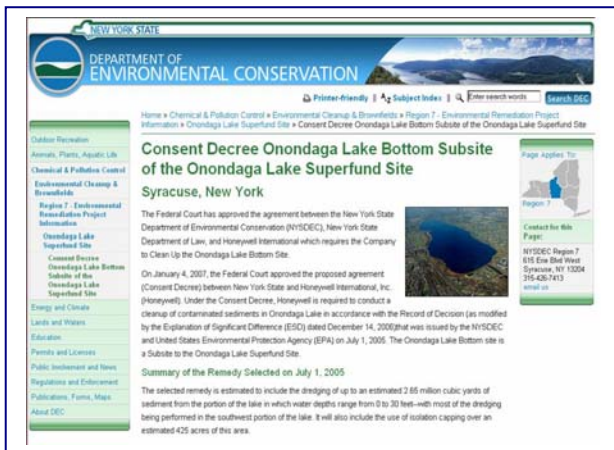 NEW YORK STATE
DEPARTMENT OF
ENVIRONMENTAL CONSERVATION
Printer-friendly || A-Z Subject Index || Enter search words Search DEC
Home » Chemical & Pollution Control » Environmental Cleanup & Brownfields » Region 7 - Environmental Remediation Project
Information » Onondaga Lake Superfund Site » Consent Decree Onondaga Lake Bottom Subsite of the Onondaga Lake Superfund Site
Outdoor Recreation
Animals, Plants, Aquatic Life
Chemical & Pollution Control
Environmental Cleanup &
Brownfields
Region 7 - Environmental
Remediation Project
Information
Onondaga Lake
Superfund Site
Consent Decree
Onondaga Lake Bottom
Subsite of the
Onondaga Lake
Superfund Site
Energy and Climate
Lands and Waters
Education
Permits and Licenses
Public Involvement and News
Regulations and Enforcement
Publications, Forms, Maps
About DEC
Consent Decree Onondaga Lake Bottom Subsite
of the Onondaga Lake Superfund Site
Syracuse, New York
The Federal Court has approved the agreement between the New York State
Department of Environmental Conservation (NYSDEC), New York State
Department of Law, and Honeywell International which requires the Company
to Clean Up the Onondaga Lake Bottom Site.
On January 4, 2007, the Federal Court approved the proposed agreement
(Consent Decree) between New York State and Honeywell International, Inc.
(Honeywell). Under the Consent Decree, Honeywell is required to conduct a
cleanup of contaminated sediments in Onondaga Lake in accordance with the Record of Decision (as modified
by the Explanation of Significant Difference (ESD) dated December 14, 2006)that was issued by the NYSDEC
and United States Environmental Protection Agency (EPA) on July 1, 2005. The Onondaga Lake Bottom site is
a Subsite to the Onondaga Lake Superfund Site.
Summary of the Remedy Selected on July 1, 2005
The selected remedy is estimated to include the dredging of up to an estimated 2.65 million cubic yards of
sediment from the portion of the lake in which water depths range from 0 to 30 feet--with most of the dredging
being performed in the southwest portion of the lake. It will also include the use of isolation capping over an
estimated 425 acres of this area.
Page Applies To:
Region 7
Contact for this
Page:
NYSDEC Region 7
615 Erie Blvd West
Syracuse, NY 13204
315-426-7413
email us